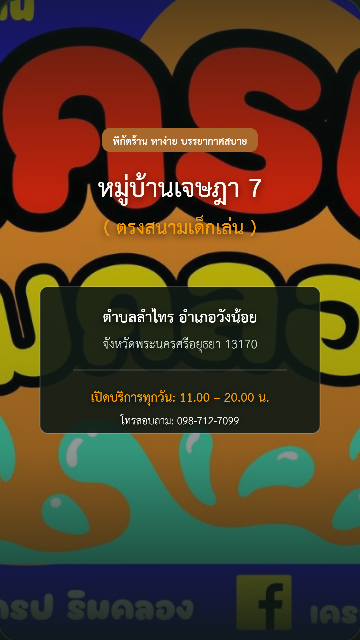 พิกัดร้าน หาง่าย บรรยากาศสบาย
หมู่บ้านเจษฎา 7
( ตรงสนามเด็กเล่น )
ตำบลลำไทร อำเภอวังน้อย
จังหวัดพระนครศรีอยุธยา 13170
เปิดบริการทุกวัน: 11.00 – 20.00 น.
โทรสอบถาม: 098-712-7099
ริมคลอง
f